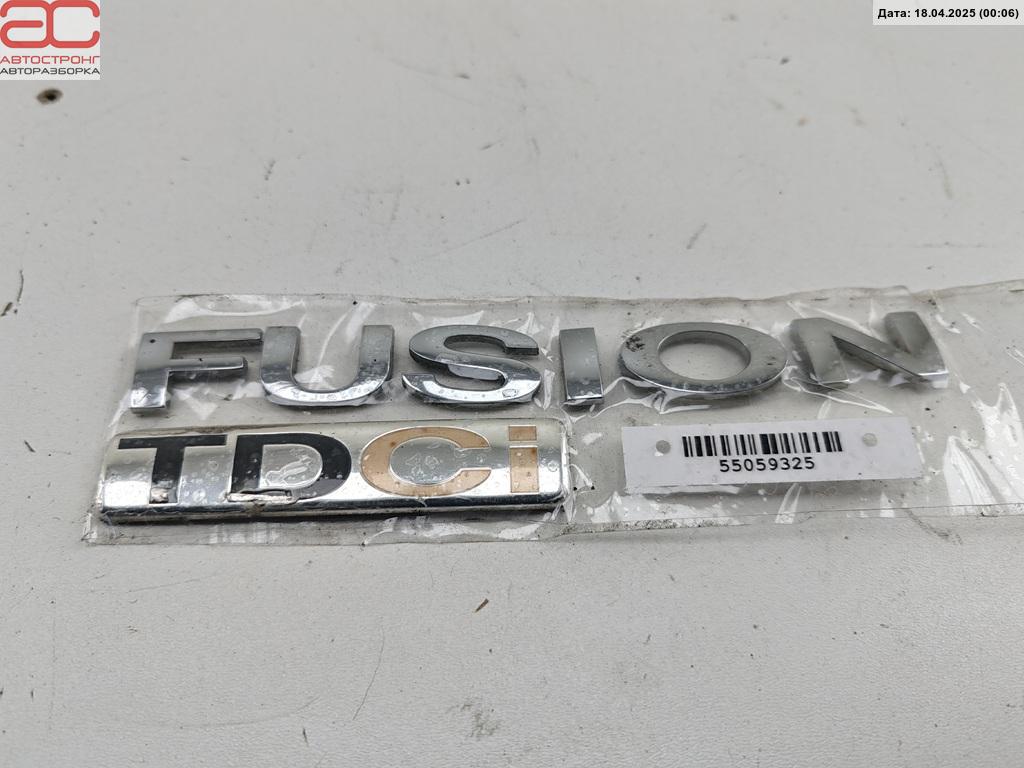 АС
АВТОСТРОНГ
АВТОРАЗБОРКА
Дата: 18.04.2025 (00:06)
FUSION
TDCi
55059325